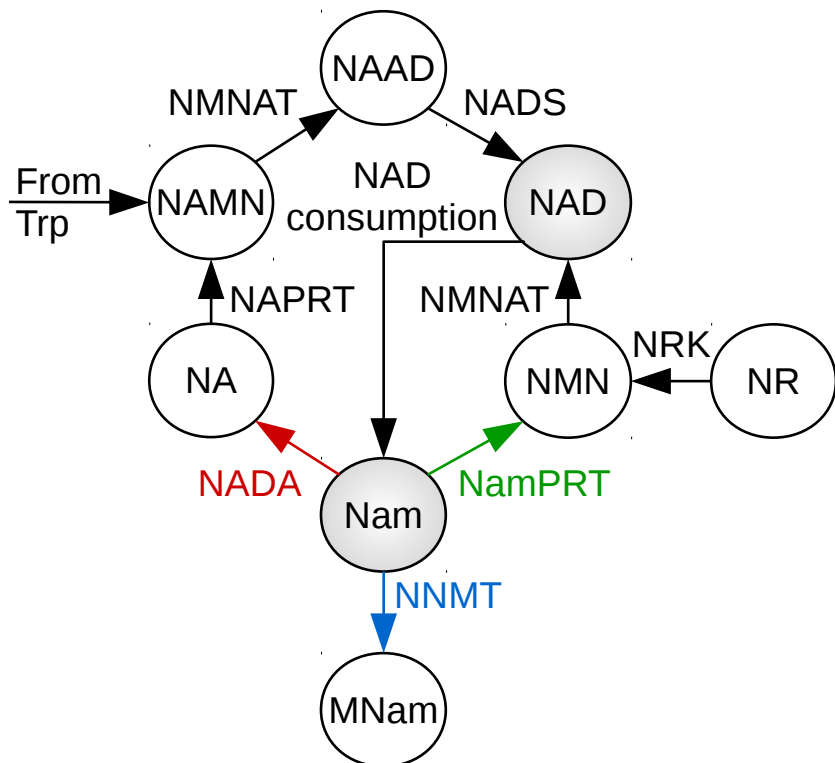 NAAD
NMNAT
NADS
From
Trp
NAMN
NAD
consumption
NAD
NAPRT
NMNAT
NRK
NA
NMN
NR
NADA
NamPRT
Nam
NNMT
MNam